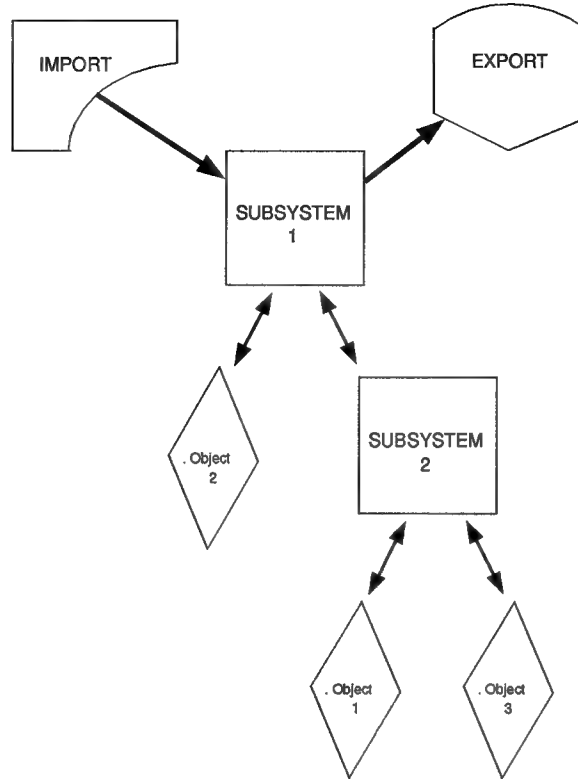 IMPORT
EXPORT
SUBSYSTEM
1
. Object
2
SUBSYSTEM
2
. Object
1
. Object
3